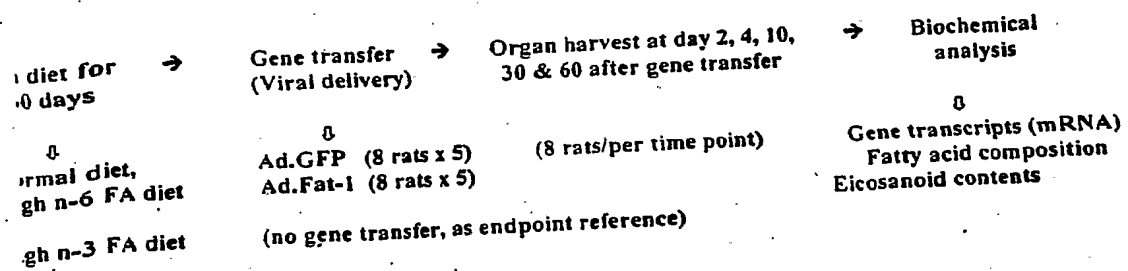 diet for → Gene transfer → Organ harvest at day 2, 4, 10, → Biochemical
0 days (Viral delivery) 30 & 60 after gene transfer analysis
⇩ ⇩ ⇩
ormal diet, Ad.GFP (8 rats x 5) (8 rats/per time point) Gene transcripts (mRNA)
gh n-6 FA diet Ad.Fat-1 (8 rats x 5) Fatty acid composition
Eicosanoid contents
gh n-3 FA diet (no gene transfer, as endpoint reference)